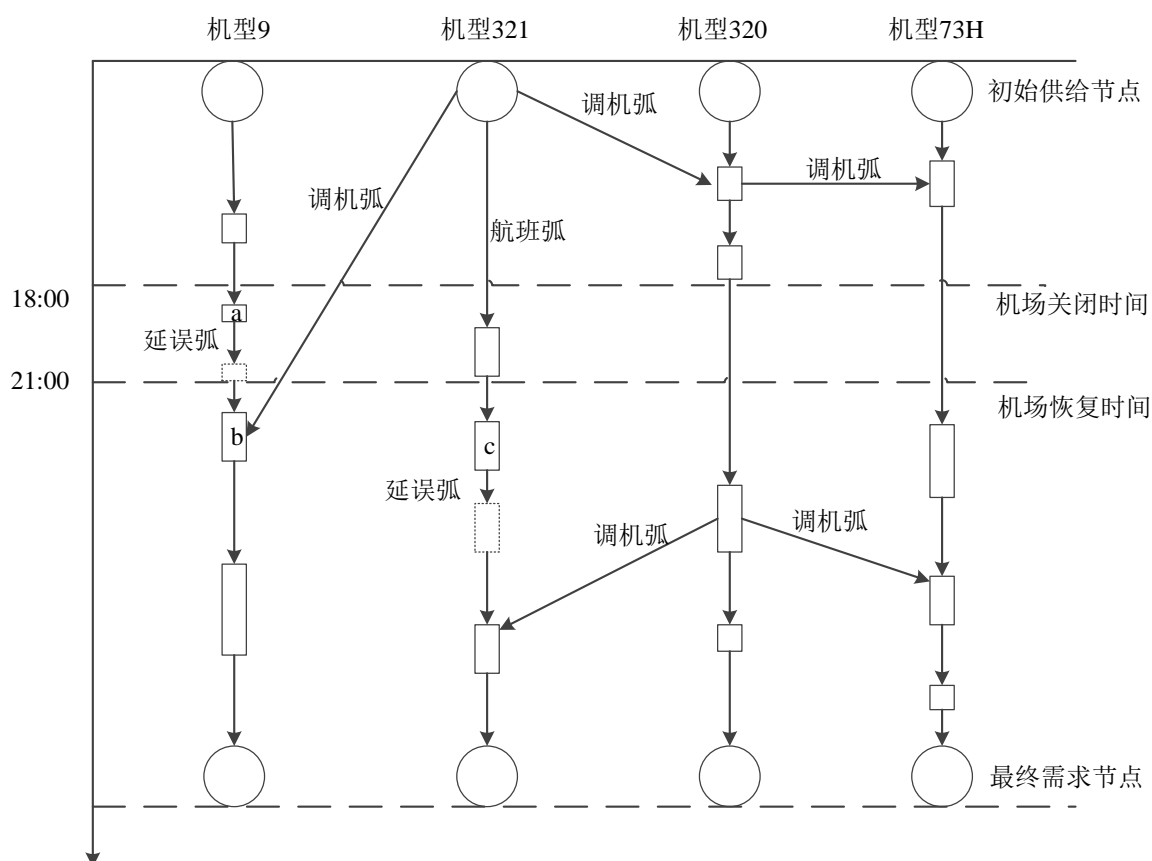 机型9
机型321
机型320
机型73H
初始供给节点
调机弧
调机弧
调机弧
航班弧
18:00
机场关闭时间
a
延误弧
21:00
机场恢复时间
b
c
延误弧
调机弧
调机弧
最终需求节点